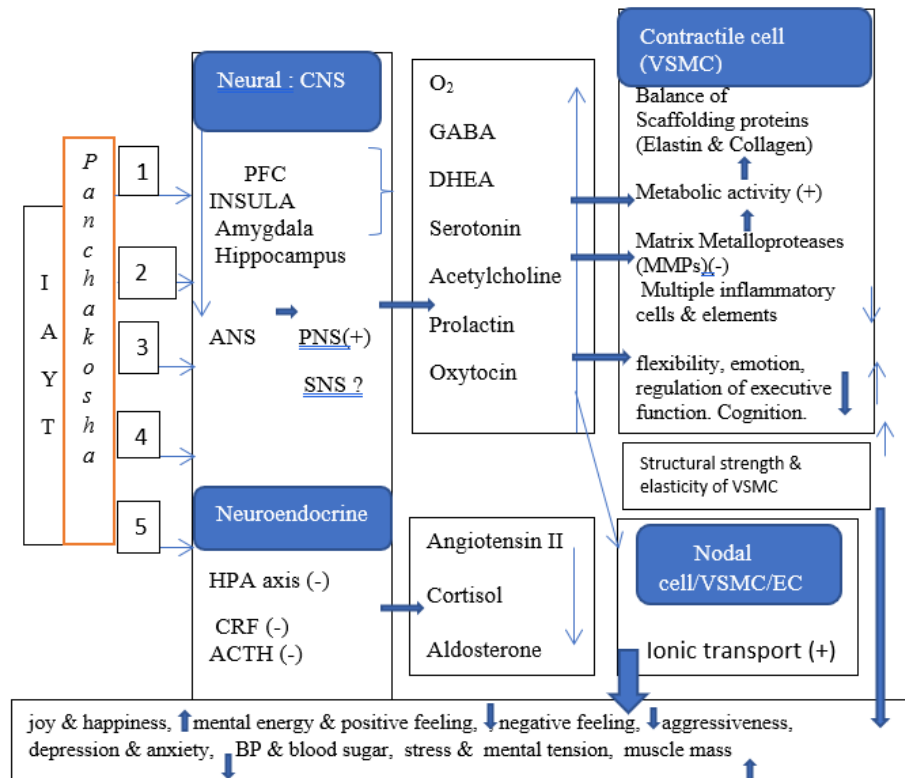 I
A
Y
T
P
a
n
c
h
a
k
o
s
h
a
1
2
3
4
5
Neural : CNS
PFC
INSULA
Amygdala
Hippocampus
ANS
PNS(+)
SNS ?
Neuroendocrine
HPA axis (-)
CRF (-)
ACTH (-)
O2
GABA
DHEA
Serotonin
Acetylcholine
Prolactin
Oxytocin
Angiotensin II
Cortisol
Aldosterone
Contractile cell
(VSMC)
Balance of
Scaffolding proteins
(Elastin & Collagen)
Metabolic activity (+)
Matrix Metalloproteases
(MMPs)(-)
Multiple inflammatory
cells & elements
flexibility, emotion,
regulation of executive
function. Cognition.
Structural strength &
elasticity of VSMC
Nodal
cell/VSMC/EC
Ionic transport (+)
joy & happiness, mental energy & positive feeling, negative feeling, aggressiveness,
depression & anxiety, BP & blood sugar, stress & mental tension, muscle mass